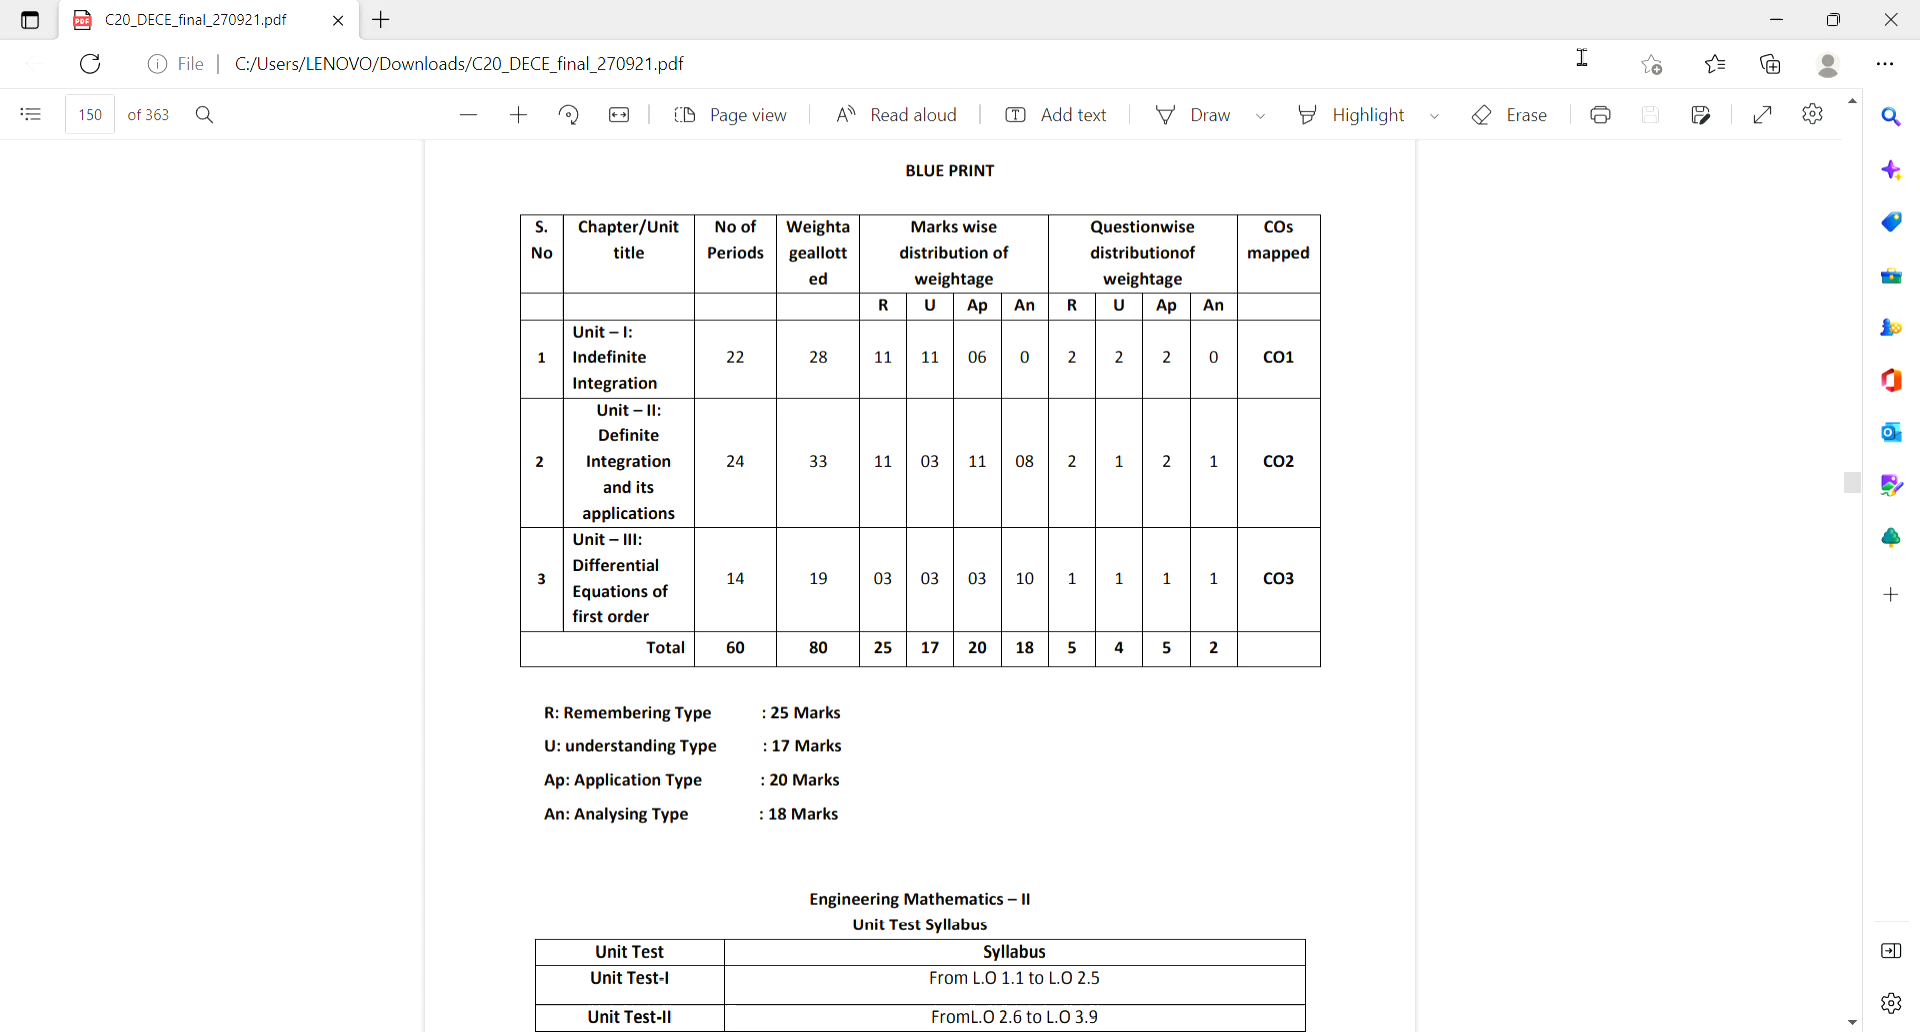 C20_DECE_final_270921.pdf
File C:/Users/LENOVO/Downloads/C20_DECE_final_270921.pdf
150 of 363 Page view Read aloud Add text Draw Highlight Erase
BLUE PRINT
S. Chapter/Unit No of Weighta Marks wise Questionwise COs
No title Periods geallott distribution of distributionof mapped
ed weightage weightage
R U Ap An R U Ap An
Unit – I:
1 Indefinite 22 28 11 11 06 0 2 2 2 0 CO1
Integration
Unit – II:
Definite
2 Integration 24 33 11 03 11 08 2 1 2 1 CO2
and its
applications
Unit – III:
Differential
3 Equations of 14 19 03 03 03 10 1 1 1 1 CO3
first order
Total 60 80 25 17 20 18 5 4 5 2
R: Remembering Type : 25 Marks
U: understanding Type : 17 Marks
Ap: Application Type : 20 Marks
An: Analysing Type : 18 Marks
Engineering Mathematics – II
Unit Test Syllabus
Unit Test Syllabus
Unit Test-I From L.O 1.1 to L.O 2.5
Unit Test-II FromL.O 2.6 to L.O 3.9